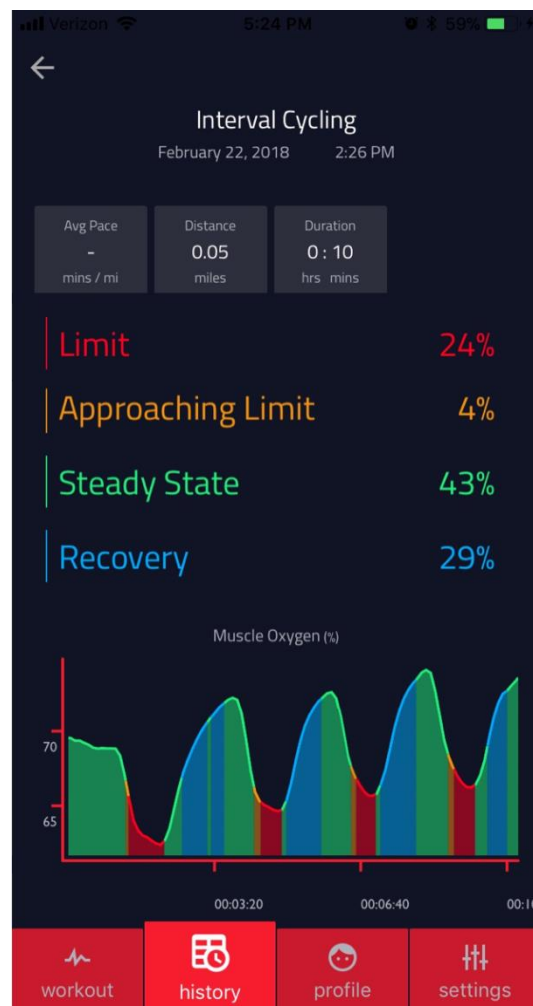 Verizon 5:24 PM 59%
Interval Cycling
February 22, 2018 2:26 PM
Avg Pace Distance Duration
- 0.05 0 : 10
mins / mi miles hrs mins
Limit 24%
Approaching Limit 4%
Steady State 43%
Recovery 29%
Muscle Oxygen (%)
70
65
00:03:20 00:06:40 00:1
workout history profile settings